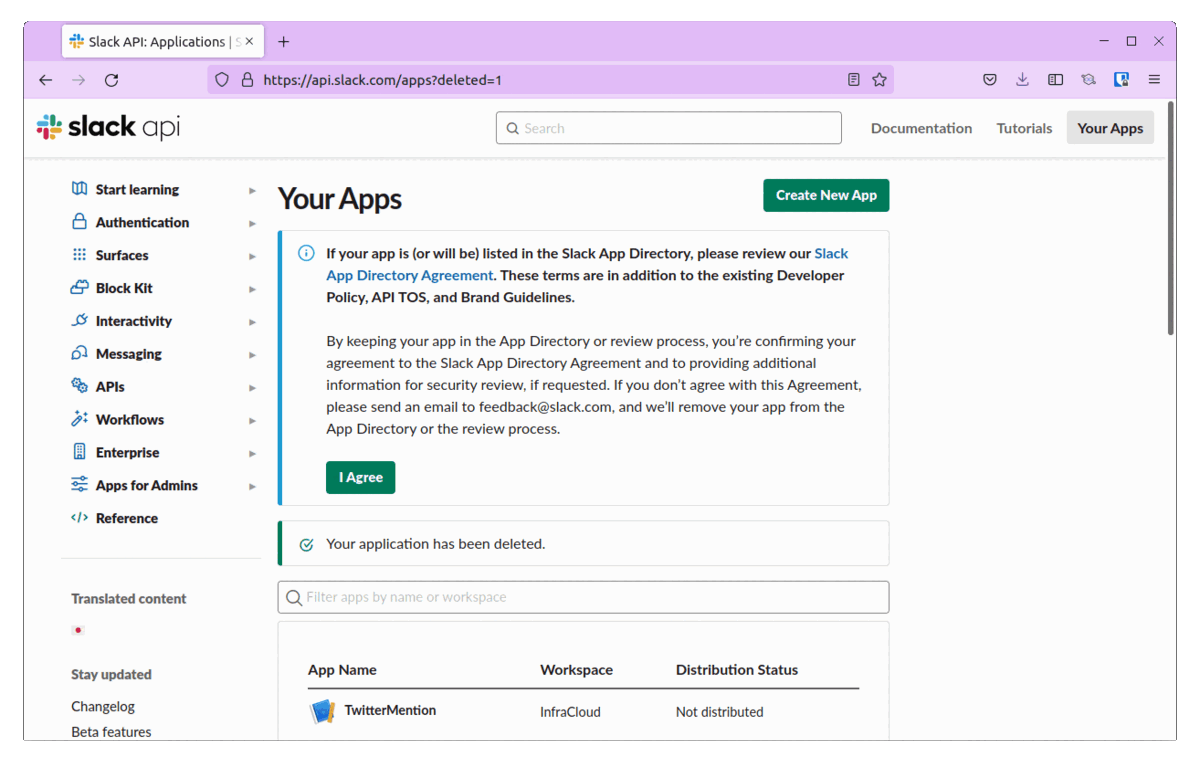 Slack API: Applications | S
https://api.slack.com/apps?deleted=1
slack api
Search
Documentation
Tutorials
Your Apps
Start learning
Authentication
Surfaces
Block Kit
Interactivity
Messaging
APIs
Workflows
Enterprise
Apps for Admins
Reference
Translated content
Stay updated
Changelog
Beta features
Your Apps
Create New App
If your app is (or will be) listed in the Slack App Directory, please review our Slack
App Directory Agreement. These terms are in addition to the existing Developer
Policy, API TOS, and Brand Guidelines.
By keeping your app in the App Directory or review process, you’re confirming your
agreement to the Slack App Directory Agreement and to providing additional
information for security review, if requested. If you don’t agree with this Agreement,
please send an email to feedback@slack.com, and we’ll remove your app from the
App Directory or the review process.
I Agree
Your application has been deleted.
Filter apps by name or workspace
App Name Workspace Distribution Status
TwitterMention InfraCloud Not distributed